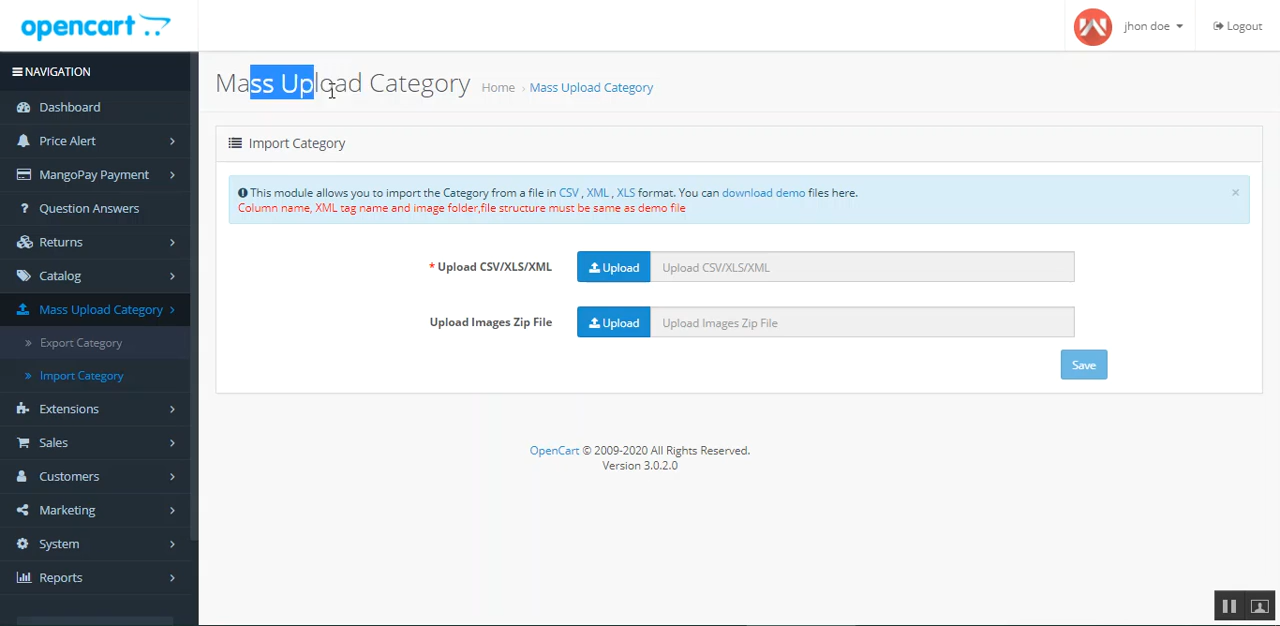 opencart
jhon doe
Logout
NAVIGATION
Dashboard
Price Alert
MangoPay Payment
Question Answers
Returns
Catalog
Mass Upload Category
Export Category
Import Category
Extensions
Sales
Customers
Marketing
System
Reports
Mass Upload Category Home › Mass Upload Category
Import Category
This module allows you to import the Category from a file in CSV , XML , XLS format. You can download demo files here.
Column name, XML tag name and image folder,file structure must be same as demo file
* Upload CSV/XLS/XML Upload Upload CSV/XLS/XML
Upload Images Zip File Upload Upload Images Zip File
Save
OpenCart © 2009-2020 All Rights Reserved.
Version 3.0.2.0